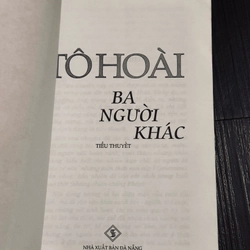 TÔ HOÀI
BA
NGƯỜI
KHÁC
TIỂU THUYẾT
NHÀ XUẤT BẢN ĐÀ NẴNG